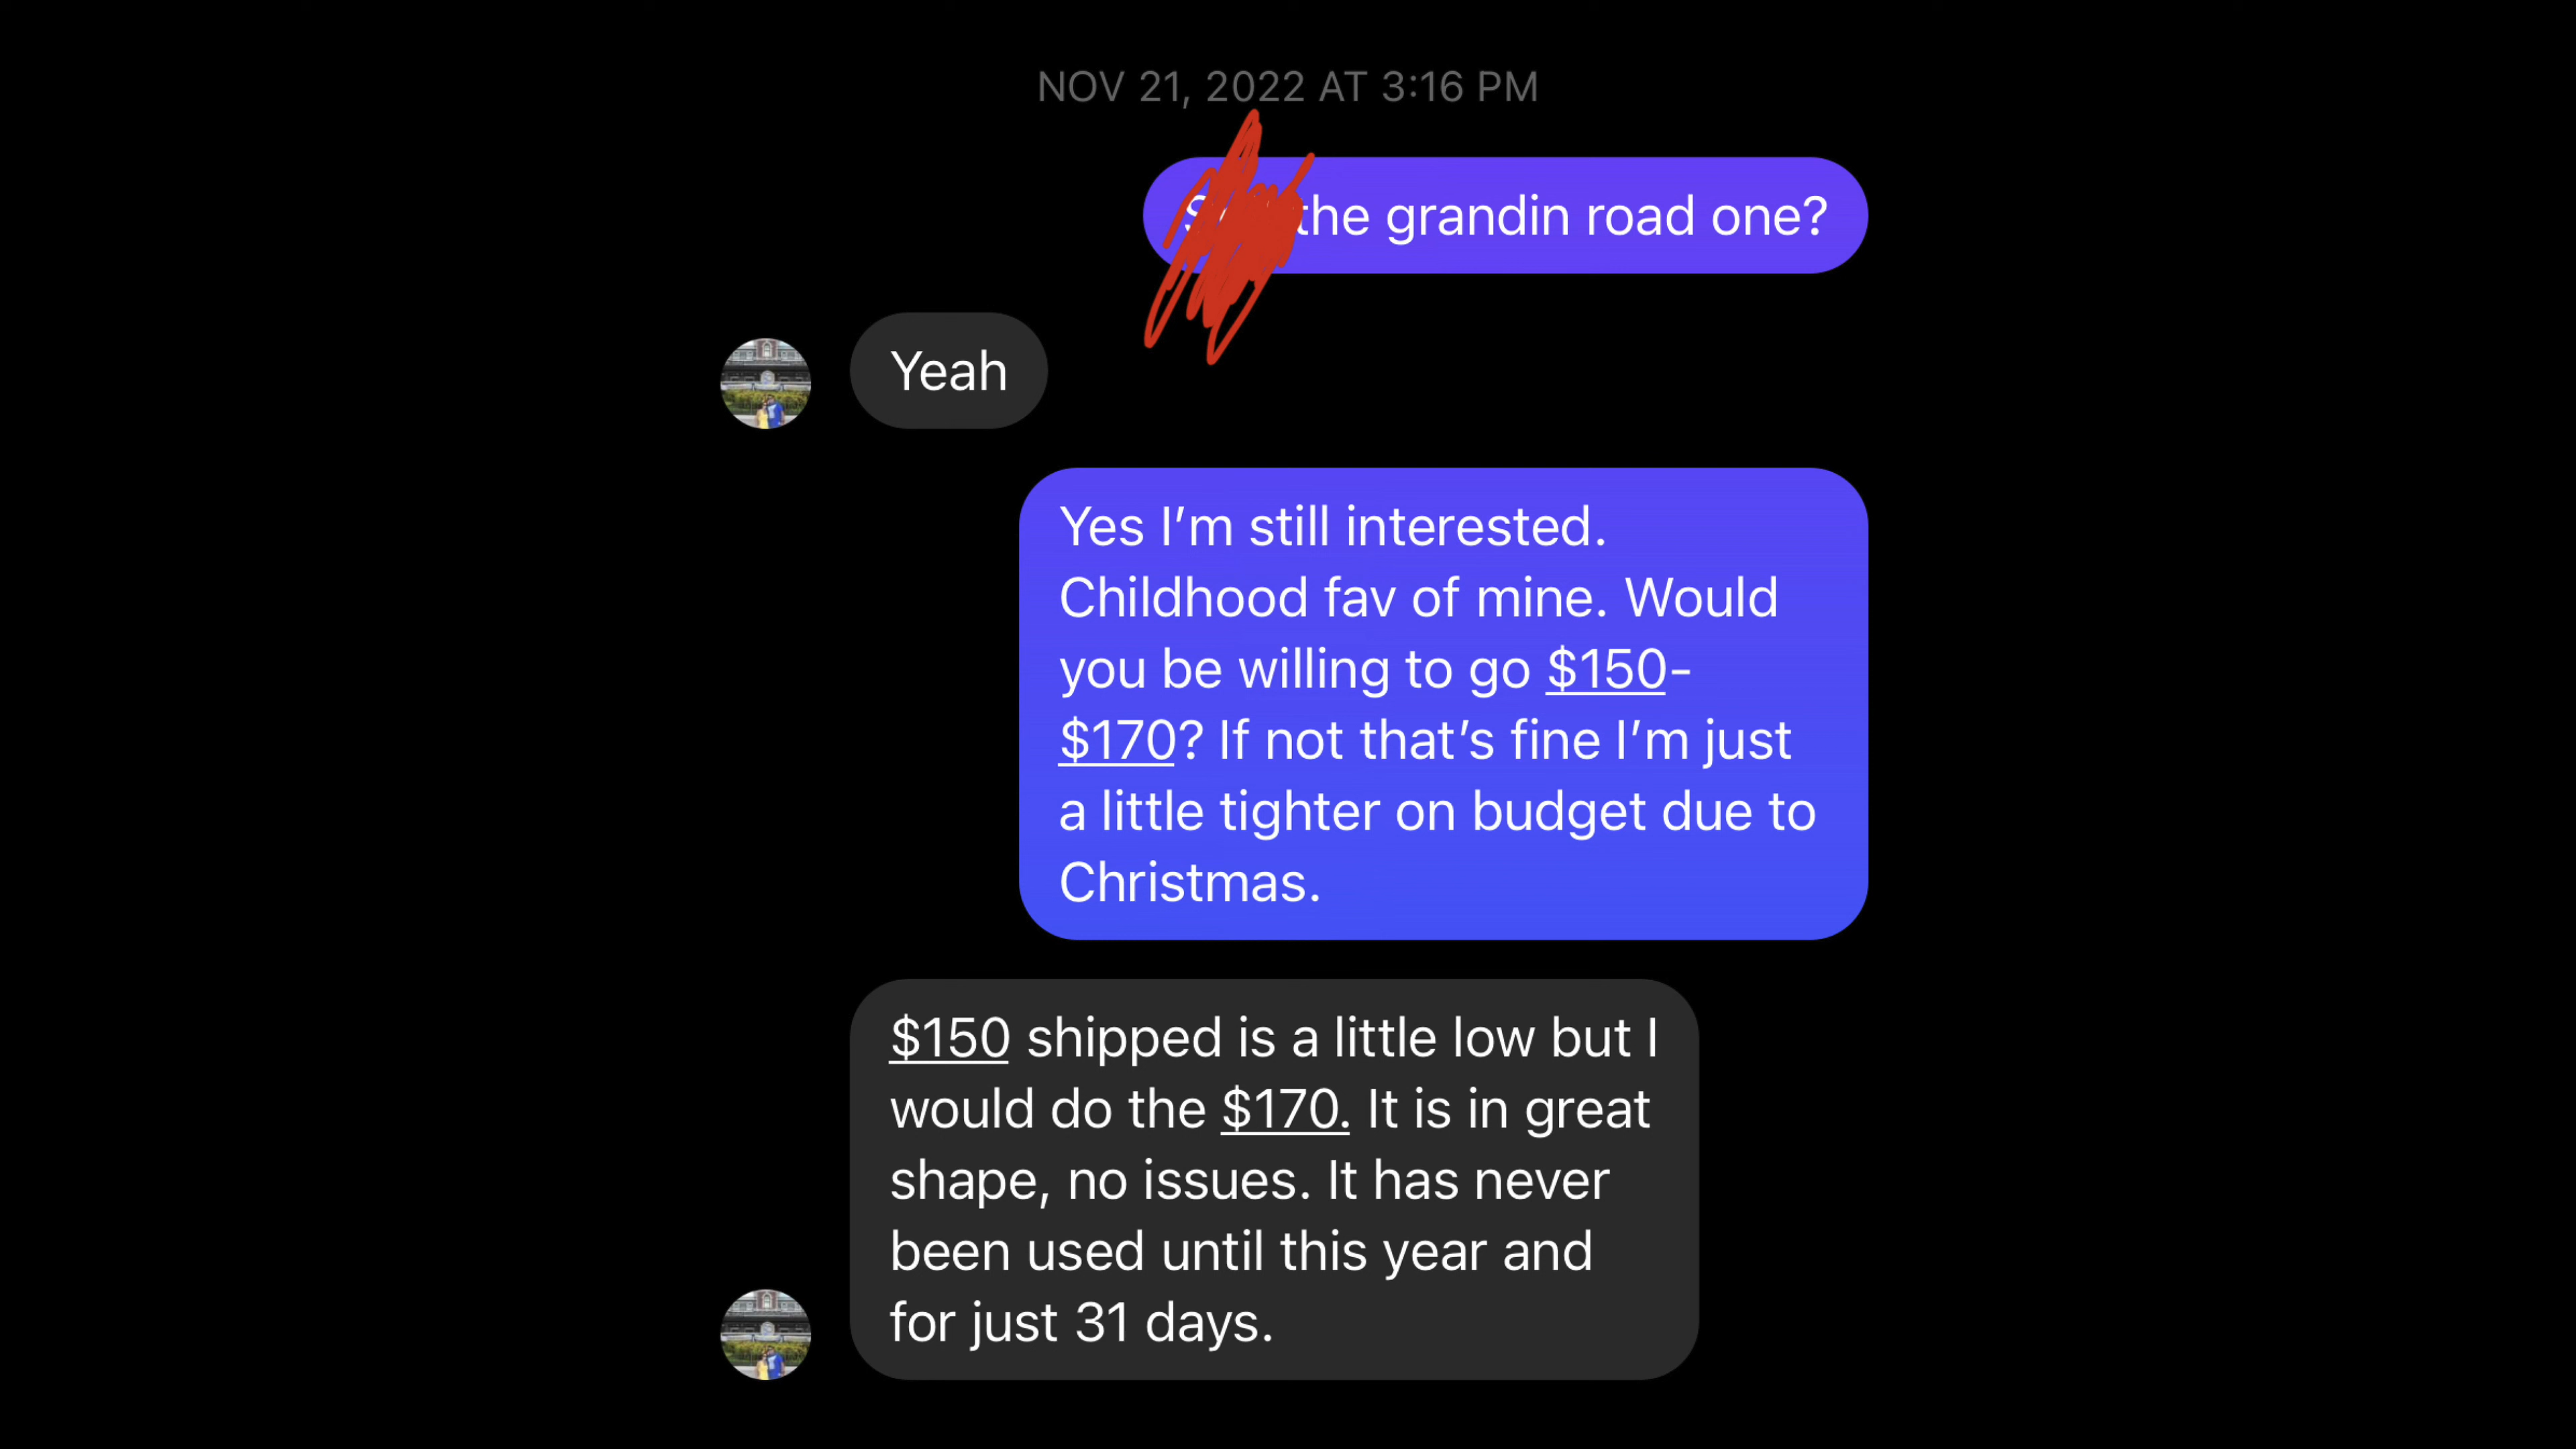 NOV 21, 2022 AT 3:16 PM
the grandin road one?
Yeah
Yes I’m still interested.
Childhood fav of mine. Would
you be willing to go $150-
$170? If not that’s fine I’m just
a little tighter on budget due to
Christmas.
$150 shipped is a little low but I
would do the $170. It is in great
shape, no issues. It has never
been used until this year and
for just 31 days.